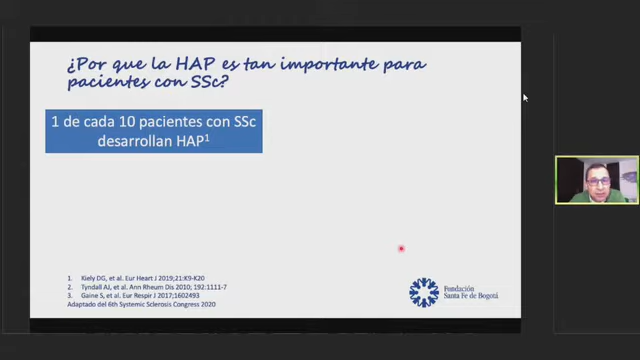 ¿Por que la HAP es tan importante para
pacientes con SSc?
1 de cada 10 pacientes con SSc
desarrollan HAP¹
1. Kiely DG, et al. Eur Heart J 2019;21:K9-K20
2. Tyndall AJ, et al. Ann Rheum Dis 2010; 192:1111-7
3. Gaine S, et al. Eur Respir J 2017;1602493
Adaptado del 6th Systemic Sclerosis Congress 2020
Fundación
Santa Fe de Bogotá